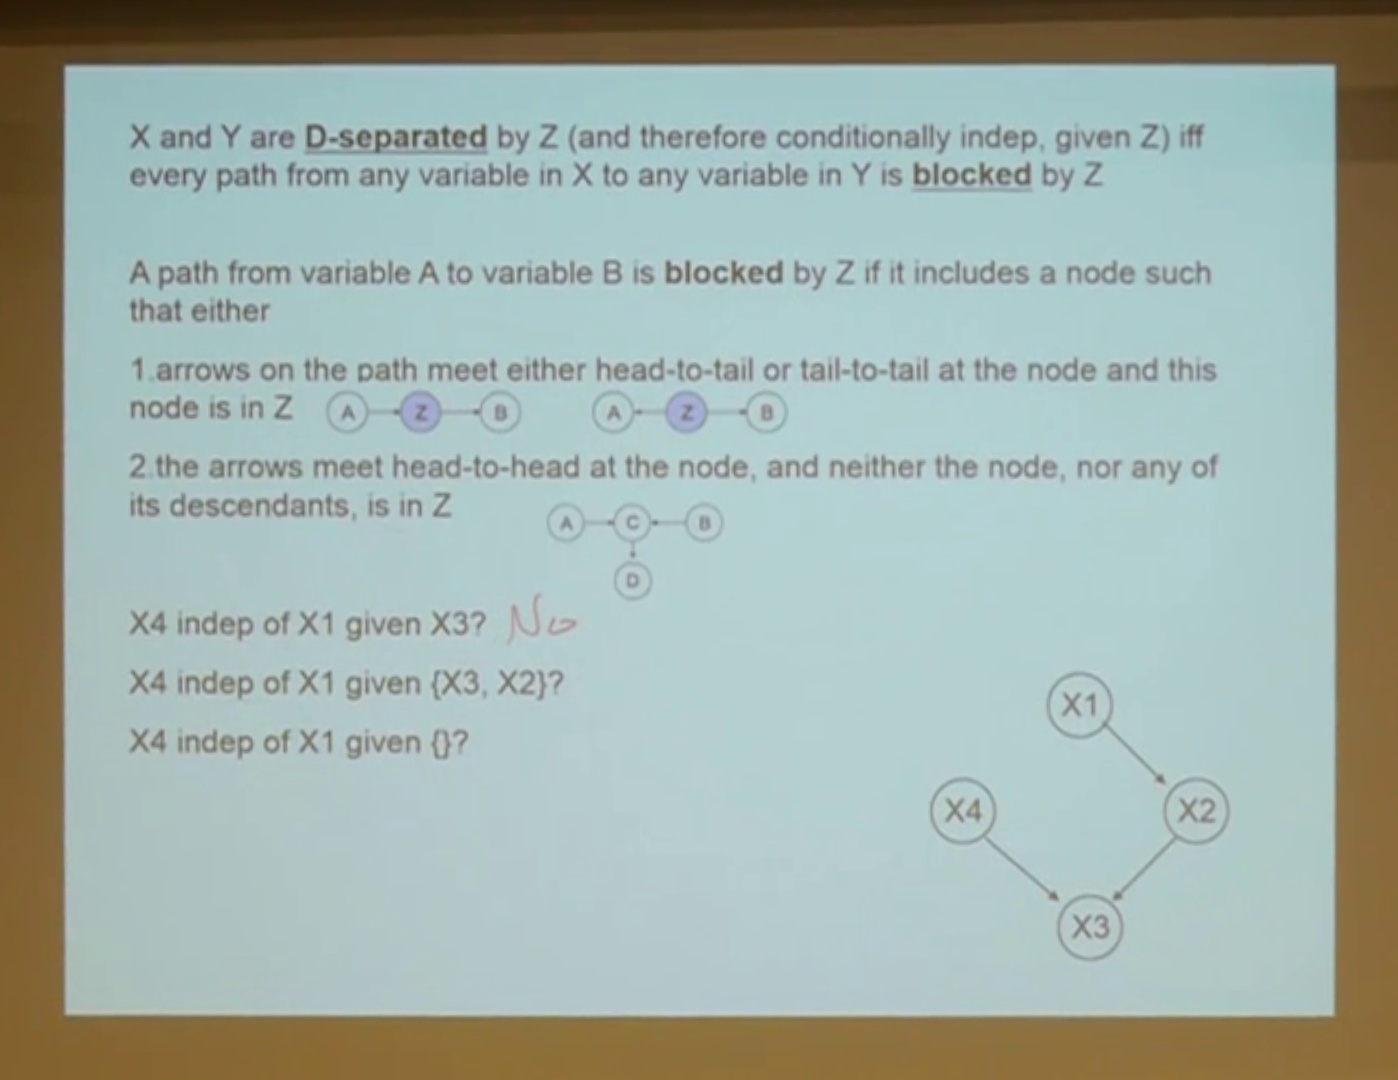 X and Y are D-separated by Z (and therefore conditionally indep, given Z) iff
every path from any variable in X to any variable in Y is blocked by Z
A path from variable A to variable B is blocked by Z if it includes a node such
that either
1.arrows on the path meet either head-to-tail or tail-to-tail at the node and this
node is in Z
A Z B A Z B
2.the arrows meet head-to-head at the node, and neither the node, nor any of
its descendants, is in Z
A C B
D
X4 indep of X1 given X3? No
X4 indep of X1 given {X3, X2}?
X4 indep of X1 given {}?
X1
X4 X2
X3